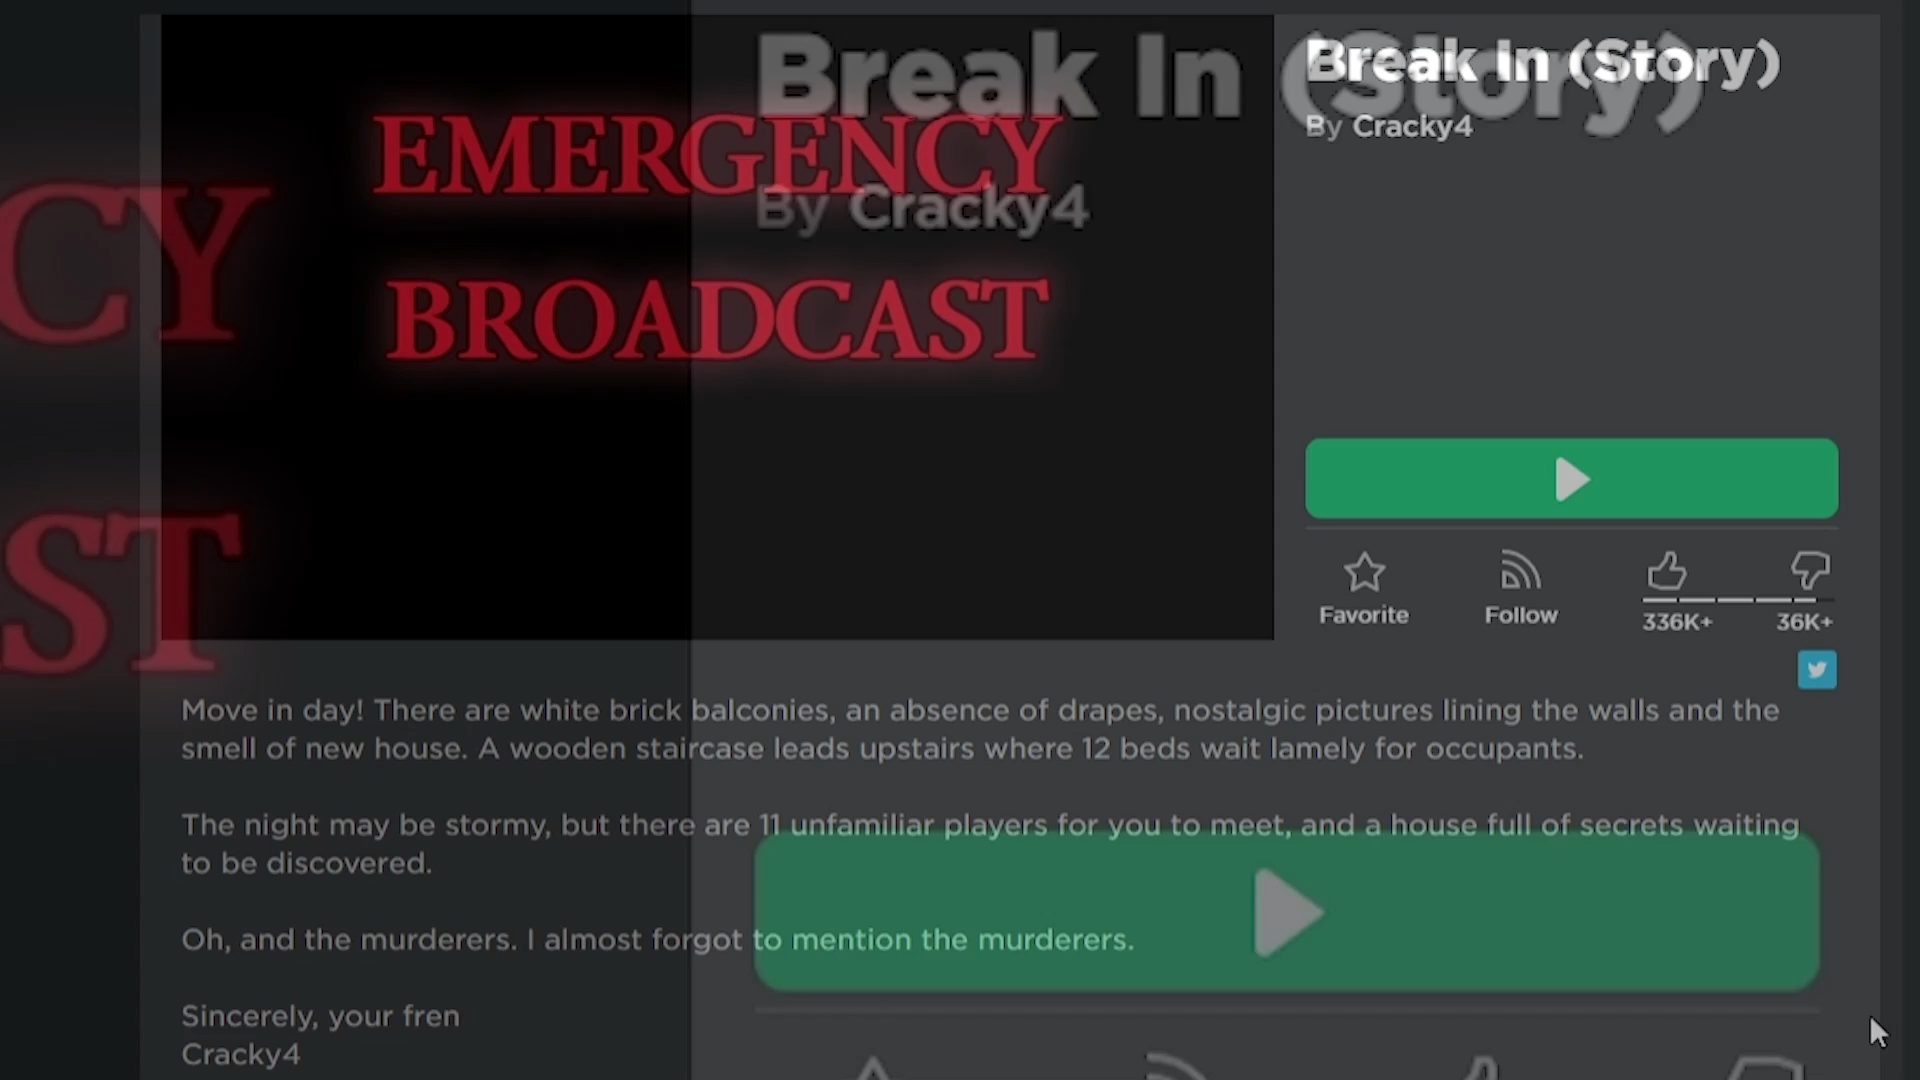 Break In (Story)
By Cracky4
EMERGENCY
BROADCAST
Break In (Story)
By Cracky4
CY
ST
Favorite
Follow
336K+
36K+
Move in day! There are white brick balconies, an absence of drapes, nostalgic pictures lining the walls and the
smell of new house. A wooden staircase leads upstairs where 12 beds wait lamely for occupants.
The night may be stormy, but there are 11 unfamiliar players for you to meet, and a house full of secrets waiting
to be discovered.
Oh, and the murderers. I almost forgot to mention the murderers.
Sincerely, your fren
Cracky4